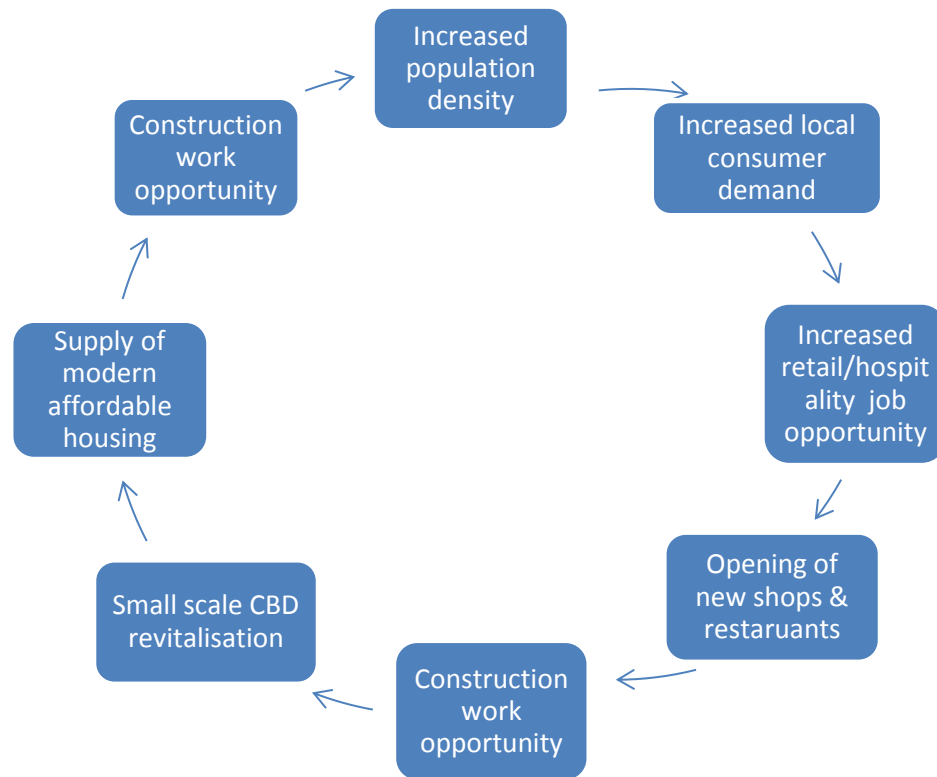 Increased
population
density
Increased local
consumer
demand
Increased
retail/hospit
ality job
opportunity
Opening of
new shops &
restaruants
Construction
work
opportunity
Small scale CBD
revitalisation
Supply of
modern
affordable
housing
Construction
work
opportunity